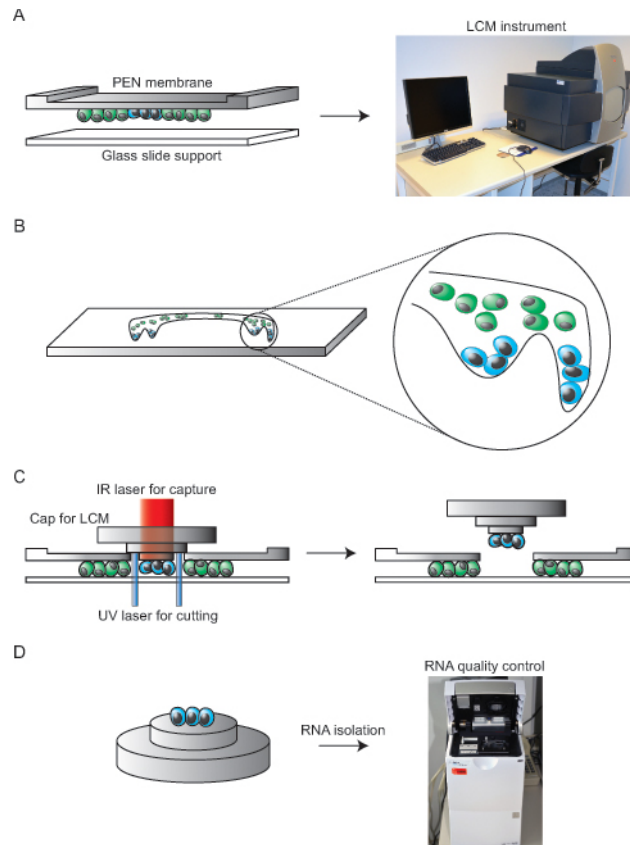 A
LCM instrument
PEN membrane
Glass slide support
B
C
IR laser for capture
Cap for LCM
UV laser for cutting
D
RNA quality control
RNA isolation